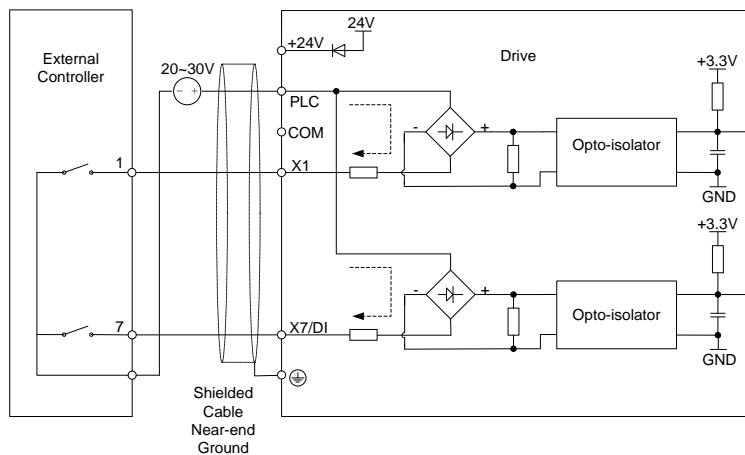 External
Controller
20~30V
- +
1
7
Shielded
Cable
Near-end
Ground
24V
+24V
Drive
PLC
COM
X1
X7/DI
- +
Opto-isolator
+3.3V
GND
- +
Opto-isolator
+3.3V
GND